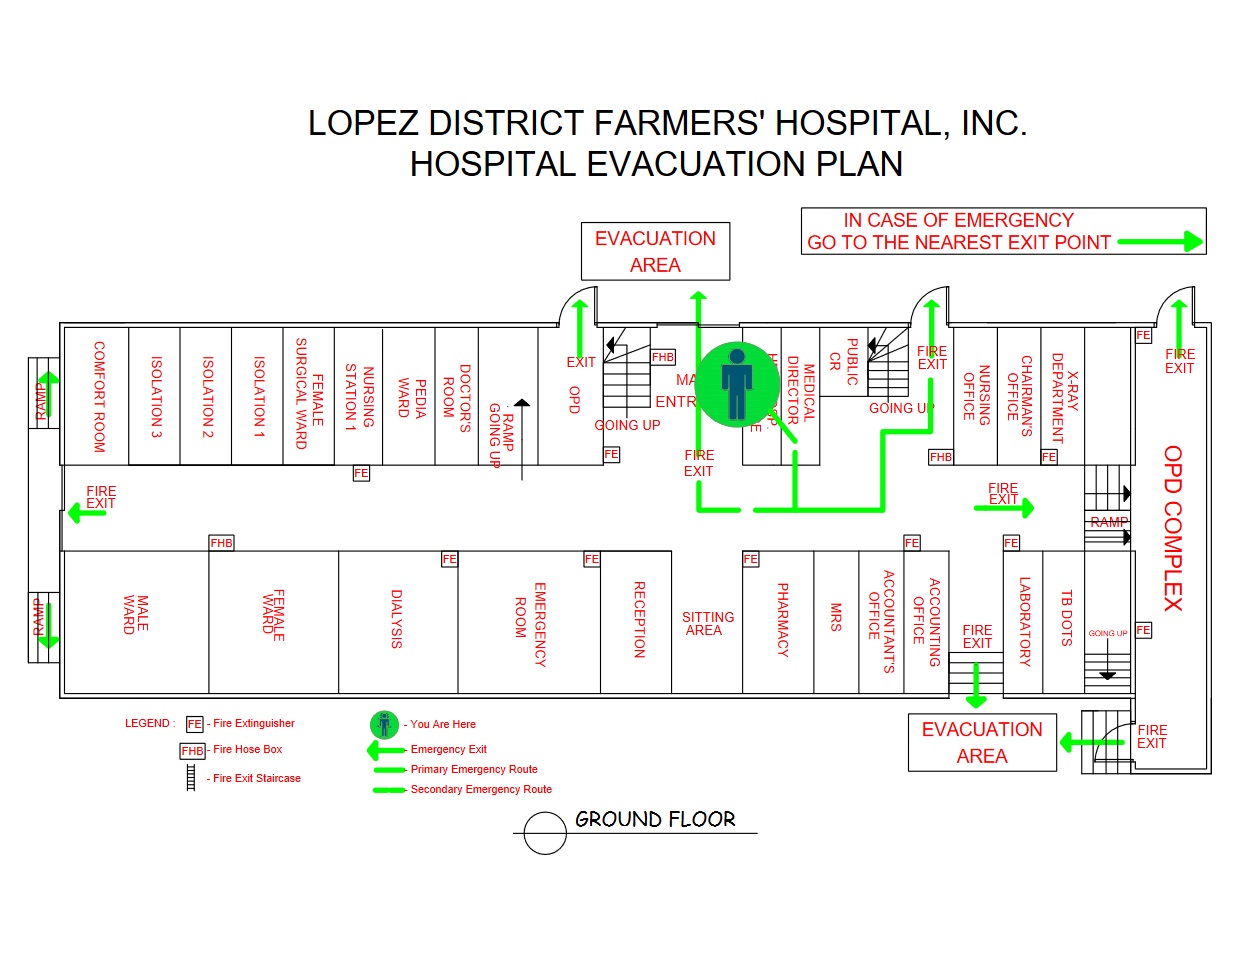 LOPEZ DISTRICT FARMERS' HOSPITAL, INC.
HOSPITAL EVACUATION PLAN
IN CASE OF EMERGENCY
GO TO THE NEAREST EXIT POINT
EVACUATION
AREA
RAMP
COMFORT ROOM
ISOLATION 3
ISOLATION 2
ISOLATION 1
FEMALE
SURGICAL WARD
NURSING
STATION 1
PEDIA
WARD
DOCTOR'S
ROOM
RAMP
GOING UP
EXIT
OPD
GOING UP
FHB
FE
FE
FIRE
EXIT
MEDICAL
DIRECTOR
PUBLIC
CR
GOING UP
FIRE
EXIT
FHB
NURSING
OFFICE
CHAIRMAN'S
OFFICE
X-RAY
DEPARTMENT
FE
FE
FIRE
EXIT
OPD COMPLEX
FIRE
EXIT
FIRE
EXIT
RAMP
FHB
FE
FE
FE
FE
FE
RAMP
MALE
WARD
FEMALE
WARD
DIALYSIS
EMERGENCY
ROOM
RECEPTION
SITTING
AREA
PHARMACY
MRS
ACCOUNTANT'S
OFFICE
ACCOUNTING
OFFICE
FIRE
EXIT
LABORATORY
TB DOTS
GOING UP
FE
EVACUATION
AREA
FIRE
EXIT
LEGEND :
FE - Fire Extinguisher
FHB - Fire Hose Box
- Fire Exit Staircase
- You Are Here
- Emergency Exit
- Primary Emergency Route
- Secondary Emergency Route
GROUND FLOOR